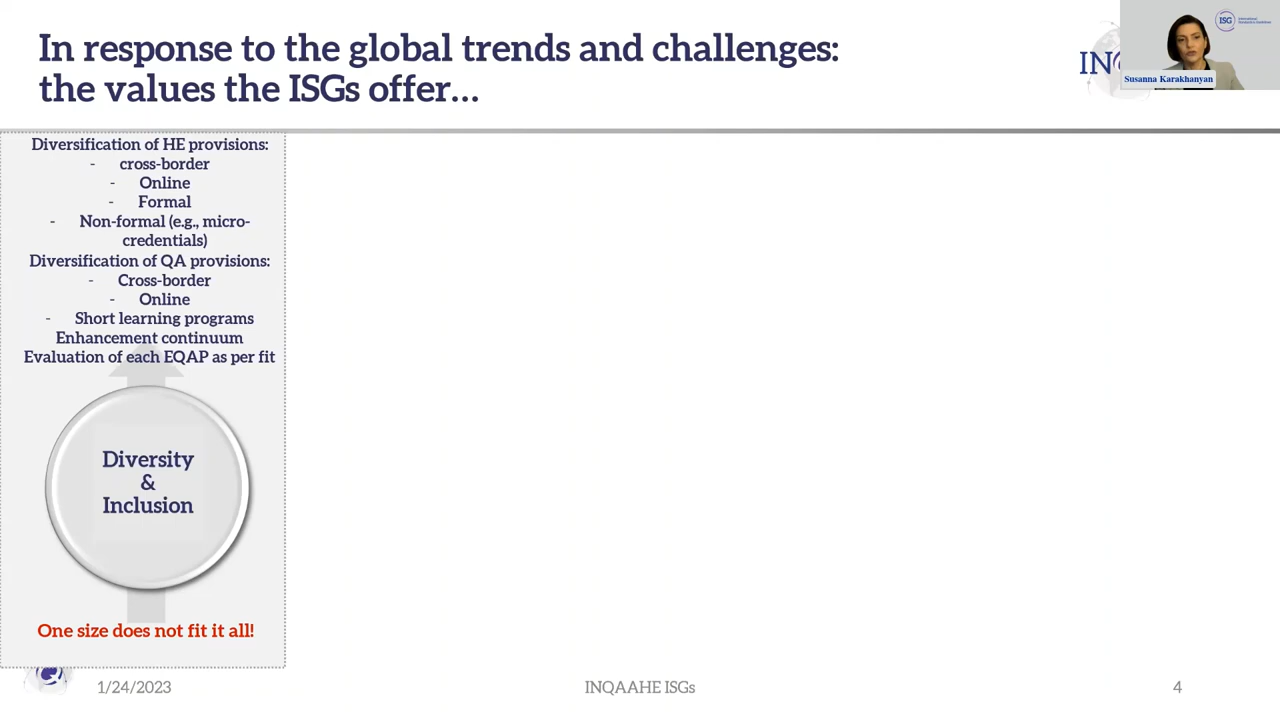 In response to the global trends and challenges:
the values the ISGs offer…
ISG
Susanna Karakhanyan
Diversification of HE provisions:
- cross-border
- Online
- Formal
- Non-formal (e.g., micro-
credentials)
Diversification of QA provisions:
- Cross-border
- Online
- Short learning programs
Enhancement continuum
Evaluation of each EQAP as per fit
Diversity
&
Inclusion
One size does not fit it all!
1/24/2023
INQAAHE ISGs
4